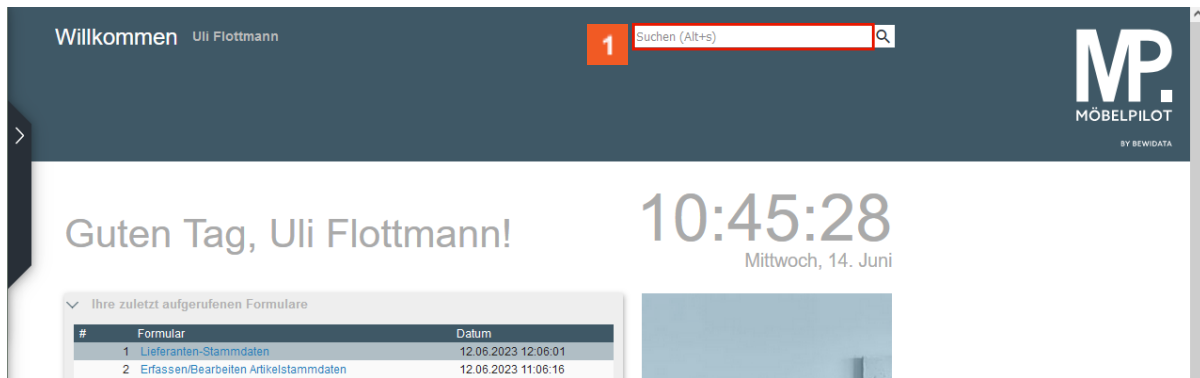 Willkommen Uli Flottmann
1 Suchen (Alt+s)
MP.
MÖBELPILOT
BY BEWIDATA
Guten Tag, Uli Flottmann!
10:45:28
Mittwoch, 14. Juni
Ihre zuletzt aufgerufenen Formulare
# Formular Datum
1 Lieferanten-Stammdaten 12.06.2023 12:06:01
2 Erfassen/Bearbeiten Artikelstammdaten 12.06.2023 11:06:16